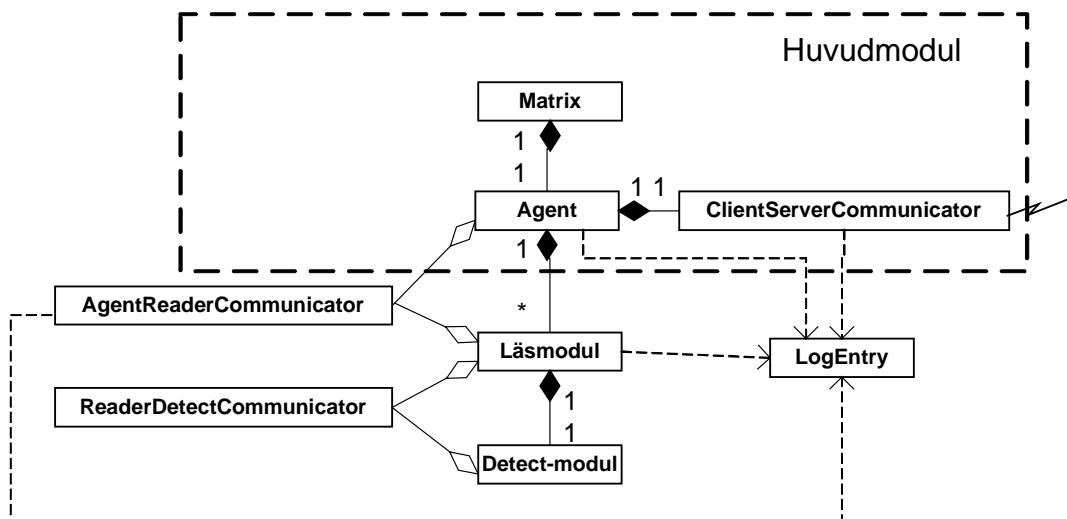 Huvudmodul
Matrix
1
1
Agent
1 1
ClientServerCommunicator
1
AgentReaderCommunicator
*
Läsmodul
LogEntry
ReaderDetectCommunicator
1
1
Detect-modul